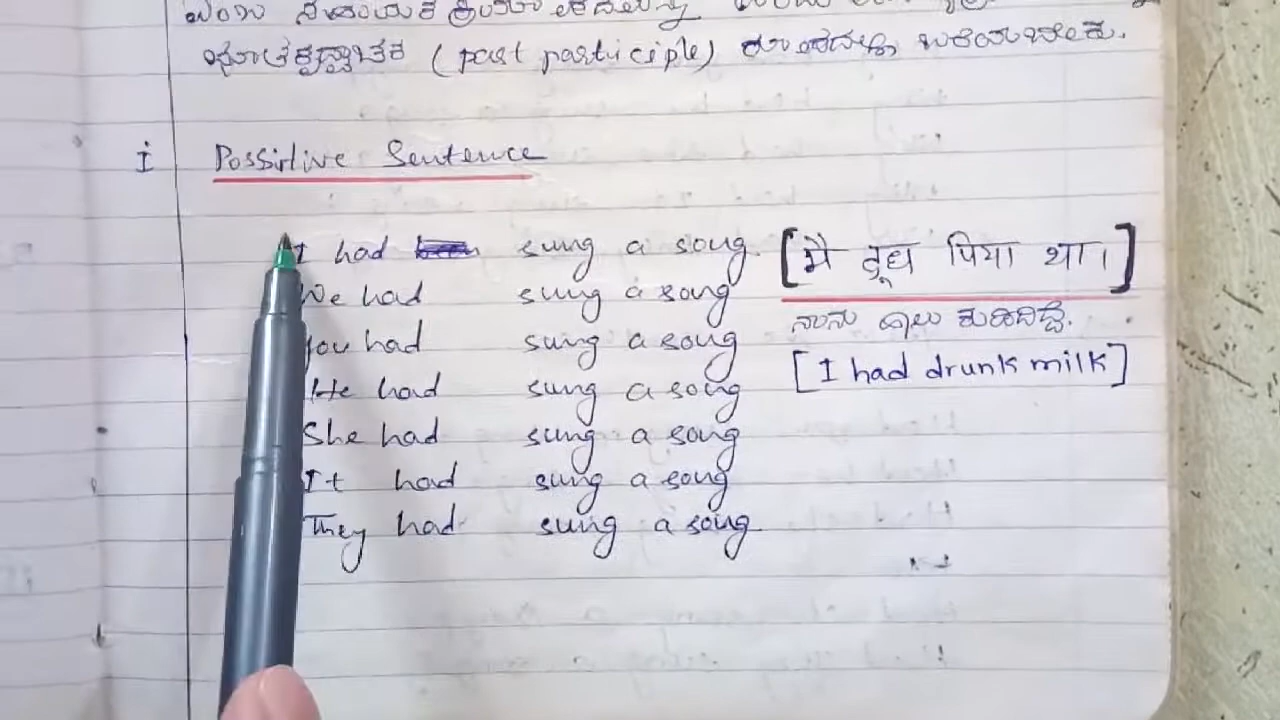 ಭೂತಕೃದ್ವಾಚಕ (past participle) ರೂಪದಲ್ಲಿ ಬರೆಯಬೇಕು.
i Possitive Sentence
I had sung a song. [मै दूध पिया था।]
We had sung a song
ನಾನು ಹಾಲು ಕುಡಿದಿದ್ದೆ.
You had sung a song
[I had drunk milk]
He had sung a song
She had sung a song
It had sung a song
They had sung a song